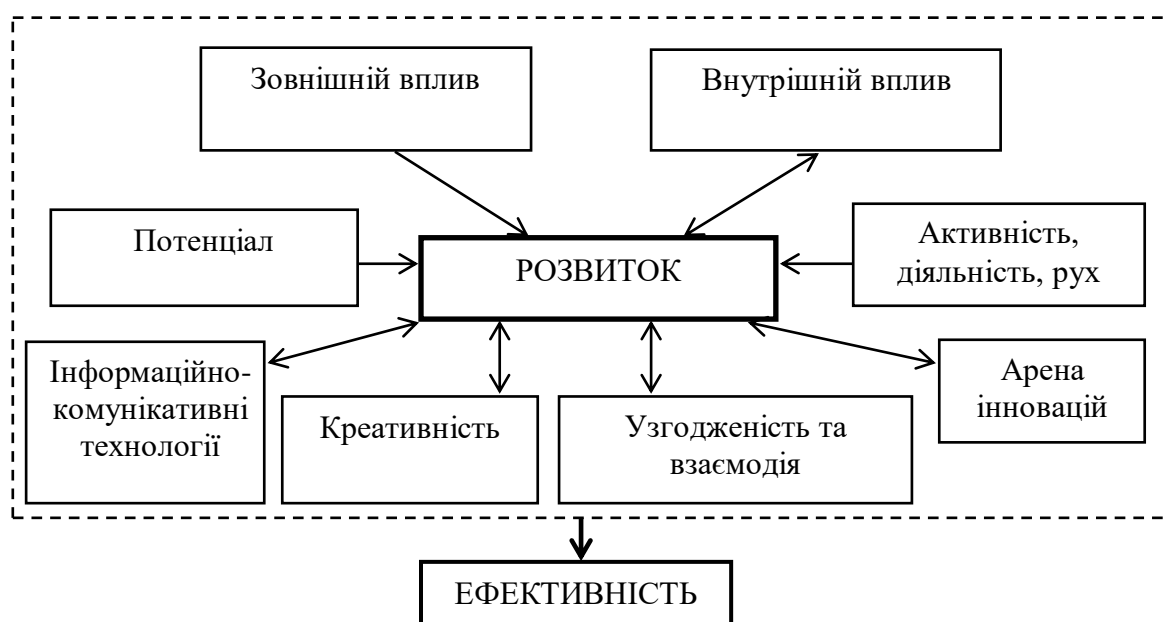 Зовнішній вплив
Внутрішній вплив
Потенціал
РОЗВИТОК
Активність,
діяльність, рух
Інформаційно-
комунікативні
технології
Креативність
Узгодженість та
взаємодія
Арена
інновацій
ЕФЕКТИВНІСТЬ